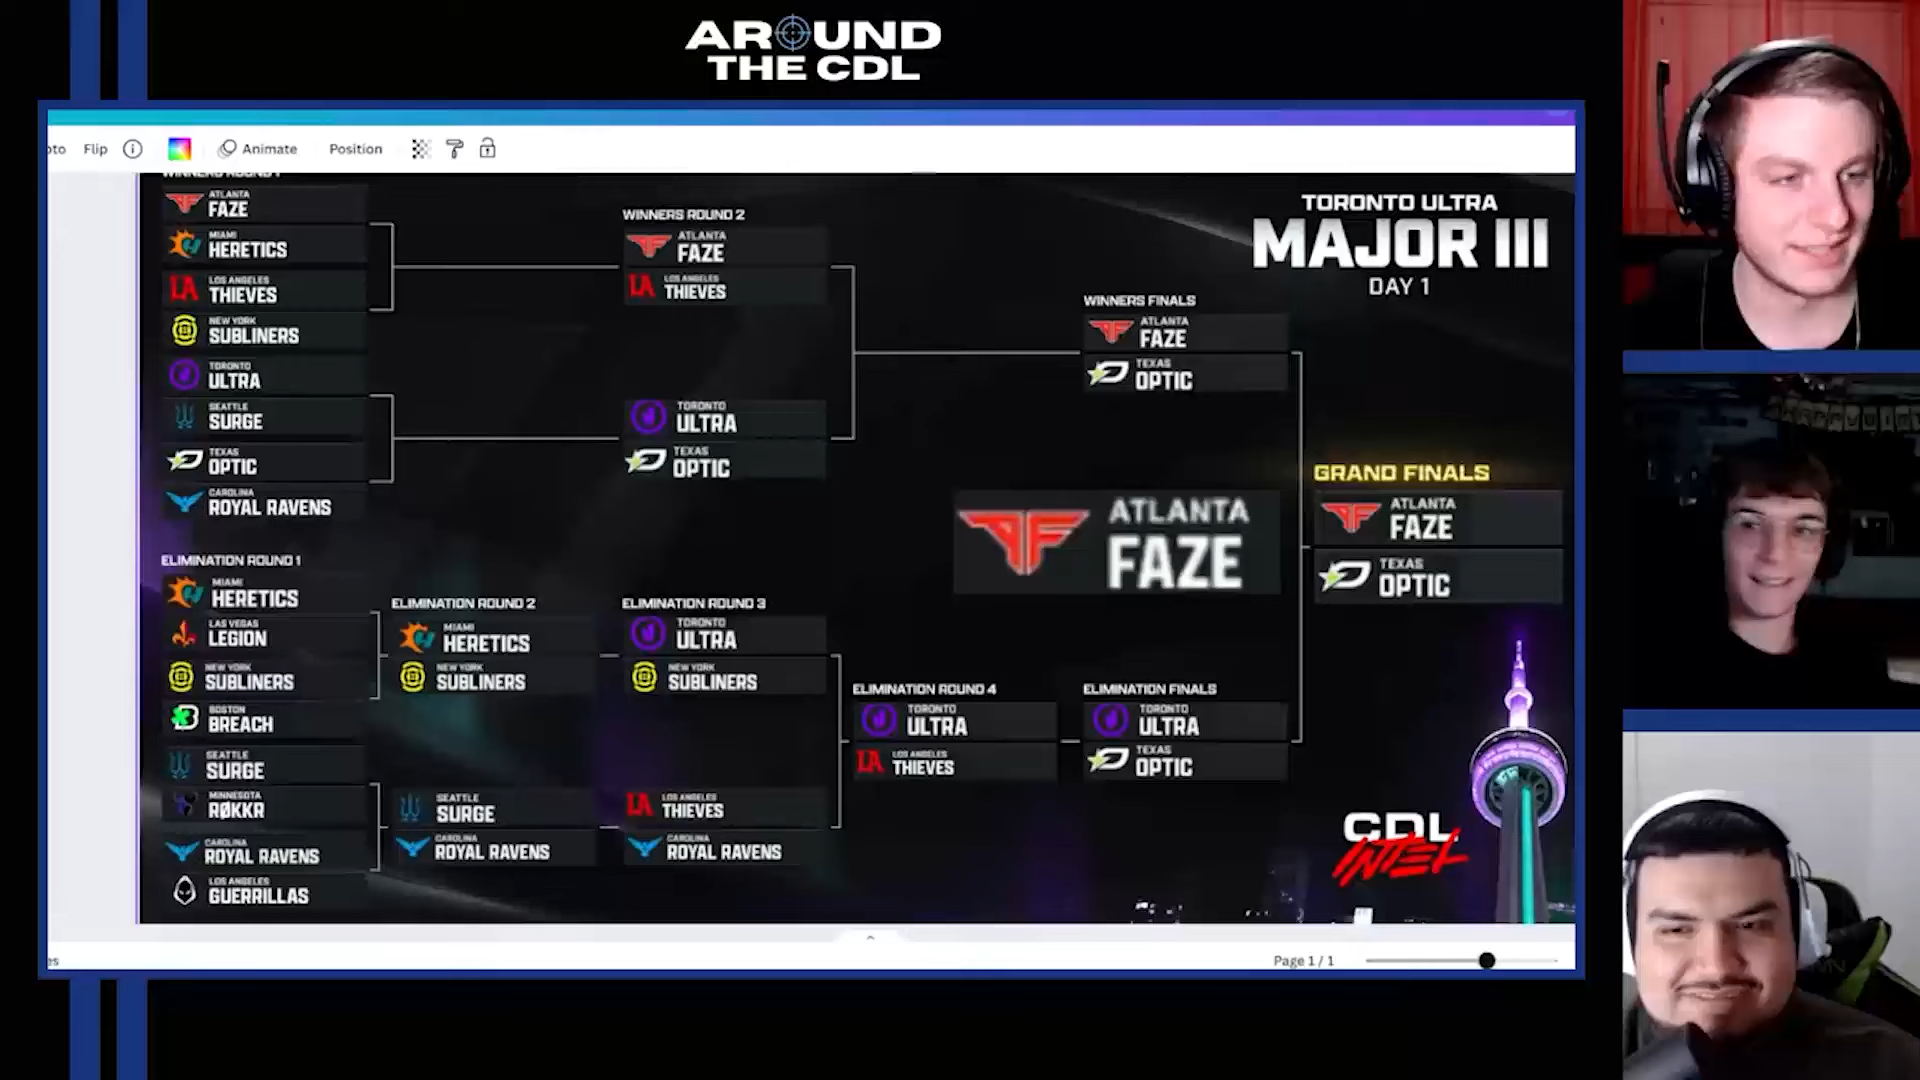 AROUND
THE CDL
Flip
Animate
Position
WINNERS ROUND 1
ATLANTA
FAZE
MIAMI
HERETICS
LOS ANGELES
THIEVES
NEW YORK
SUBLINERS
TORONTO
ULTRA
SEATTLE
SURGE
TEXAS
OPTIC
CAROLINA
ROYAL RAVENS
WINNERS ROUND 2
ATLANTA
FAZE
LOS ANGELES
THIEVES
TORONTO
ULTRA
TEXAS
OPTIC
TORONTO ULTRA
MAJOR III
DAY 1
WINNERS FINALS
ATLANTA
FAZE
TEXAS
OPTIC
ATLANTA
FAZE
GRAND FINALS
ATLANTA
FAZE
TEXAS
OPTIC
ELIMINATION ROUND 1
MIAMI
HERETICS
LAS VEGAS
LEGION
NEW YORK
SUBLINERS
BOSTON
BREACH
SEATTLE
SURGE
MINNESOTA
RØKKR
CAROLINA
ROYAL RAVENS
LOS ANGELES
GUERRILLAS
ELIMINATION ROUND 2
MIAMI
HERETICS
NEW YORK
SUBLINERS
SEATTLE
SURGE
CAROLINA
ROYAL RAVENS
ELIMINATION ROUND 3
TORONTO
ULTRA
NEW YORK
SUBLINERS
LOS ANGELES
THIEVES
CAROLINA
ROYAL RAVENS
ELIMINATION ROUND 4
TORONTO
ULTRA
LOS ANGELES
THIEVES
ELIMINATION FINALS
TORONTO
ULTRA
TEXAS
OPTIC
CDL
INTEL
Page 1 / 1